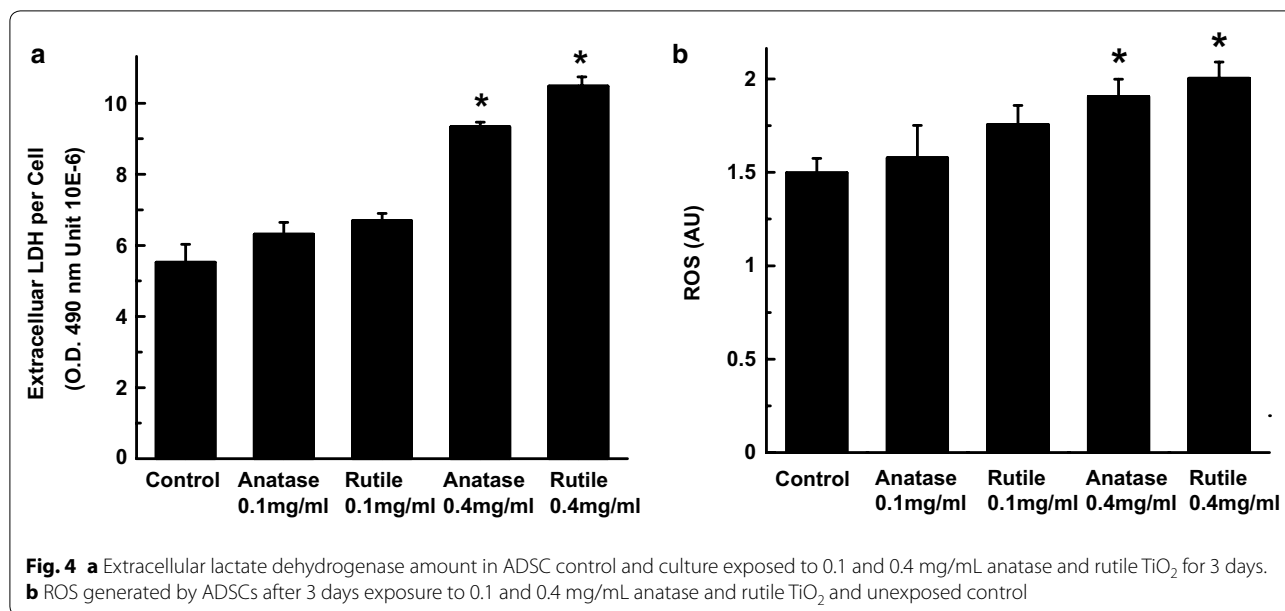 a
Extracelluar LDH per Cell
(O.D. 490 nm Unit 10E-6)
10
8
6
4
2
0
*
*
Control
Anatase 0.1mg/ml
Rutile 0.1mg/ml
Anatase 0.4mg/ml
Rutile 0.4mg/ml
b
ROS (AU)
2
1.5
1
0.5
0
*
*
Control
Anatase 0.1mg/ml
Rutile 0.1mg/ml
Anatase 0.4mg/ml
Rutile 0.4mg/ml
Fig. 4 a Extracellular lactate dehydrogenase amount in ADSC control and culture exposed to 0.1 and 0.4 mg/mL anatase and rutile TiO₂ for 3 days.
b ROS generated by ADSCs after 3 days exposure to 0.1 and 0.4 mg/mL anatase and rutile TiO₂ and unexposed control